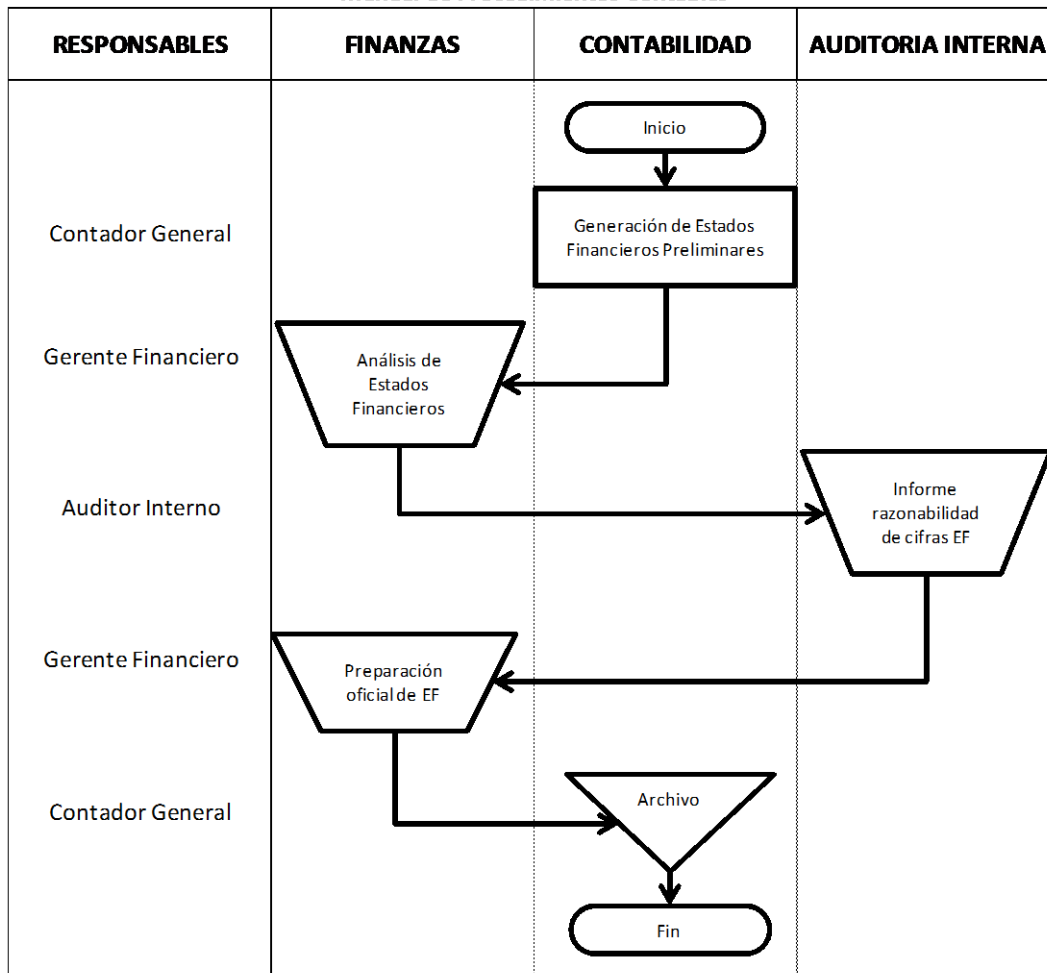 RESPONSABLES
FINANZAS
CONTABILIDAD
AUDITORIA INTERNA
Inicio
Contador General
Generación de Estados
Financieros Preliminares
Gerente Financiero
Análisis de
Estados
Financieros
Auditor Interno
Informe
razonabilidad
de cifras EF
Gerente Financiero
Preparación
oficial de EF
Contador General
Archivo
Fin